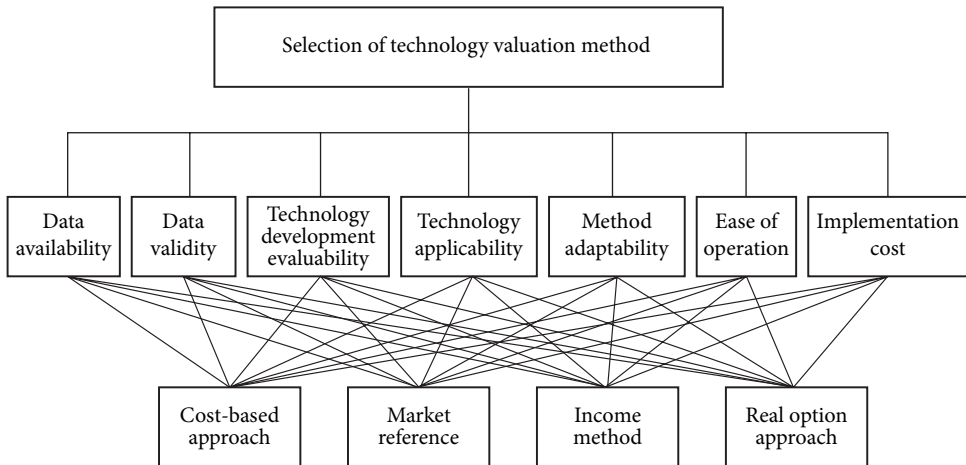 Selection of technology valuation method
Data
availability
Data
validity
Technology
development
evaluability
Technology
applicability
Method
adaptability
Ease of
operation
Implementation
cost
Cost-based
approach
Market
reference
Income
method
Real option
approach